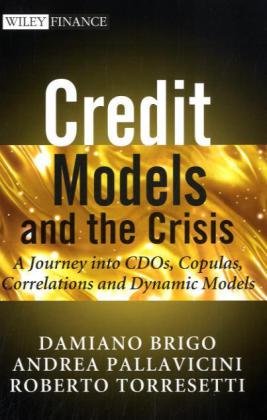 WILEY FINANCE
Credit
Models
and the Crisis
A Journey into CDOs, Copulas,
Correlations and Dynamic Models
DAMIANO BRIGO
ANDREA PALLAVICINI
ROBERTO TORRESETTI